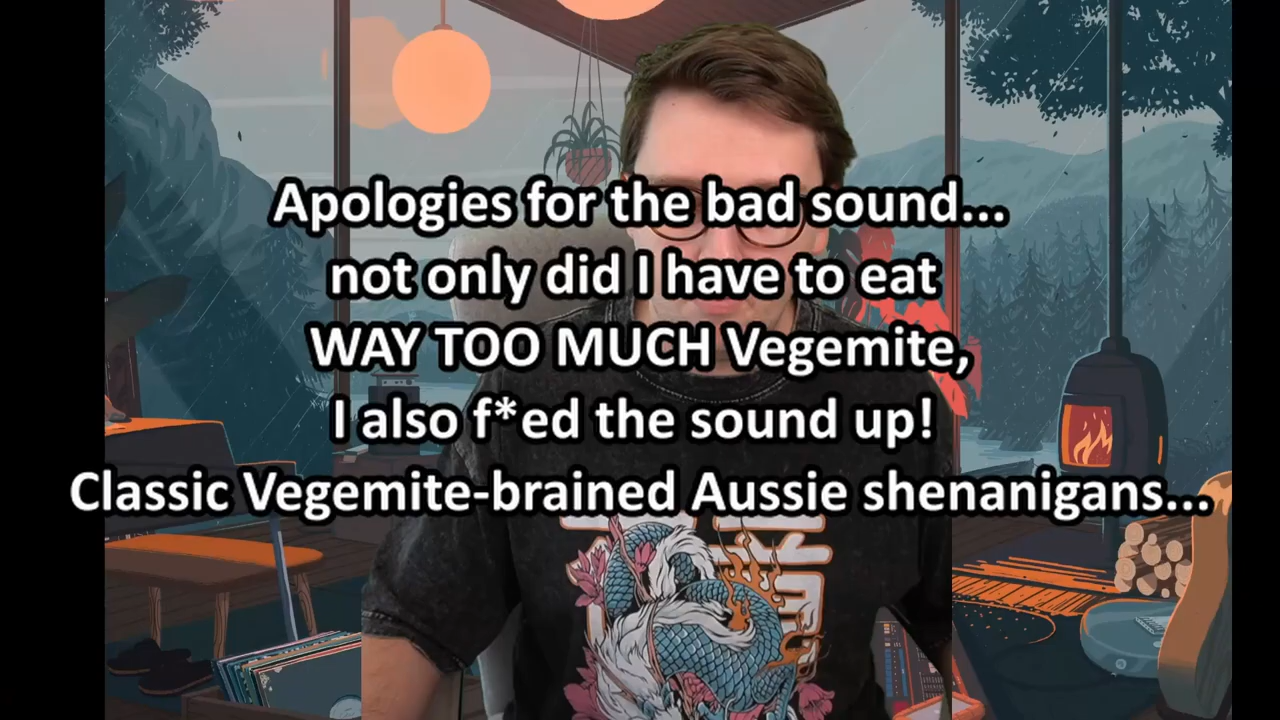 Apologies for the bad sound...
not only did I have to eat
WAY TOO MUCH Vegemite,
I also f*ed the sound up!
Classic Vegemite-brained Aussie shenanigans...